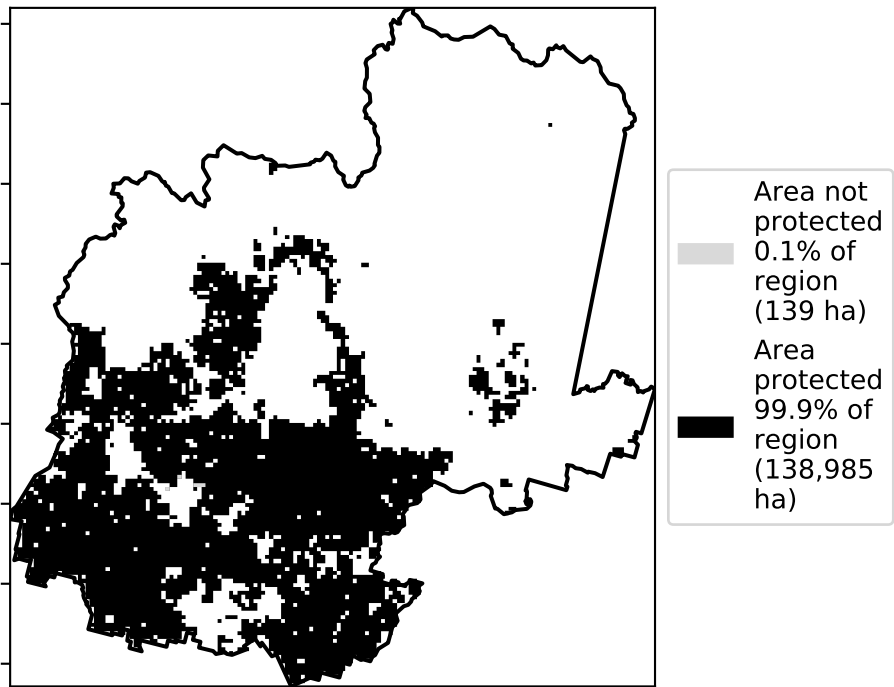 Area not
protected
0.1% of
region
(139 ha)
Area
protected
99.9% of
region
(138,985
ha)